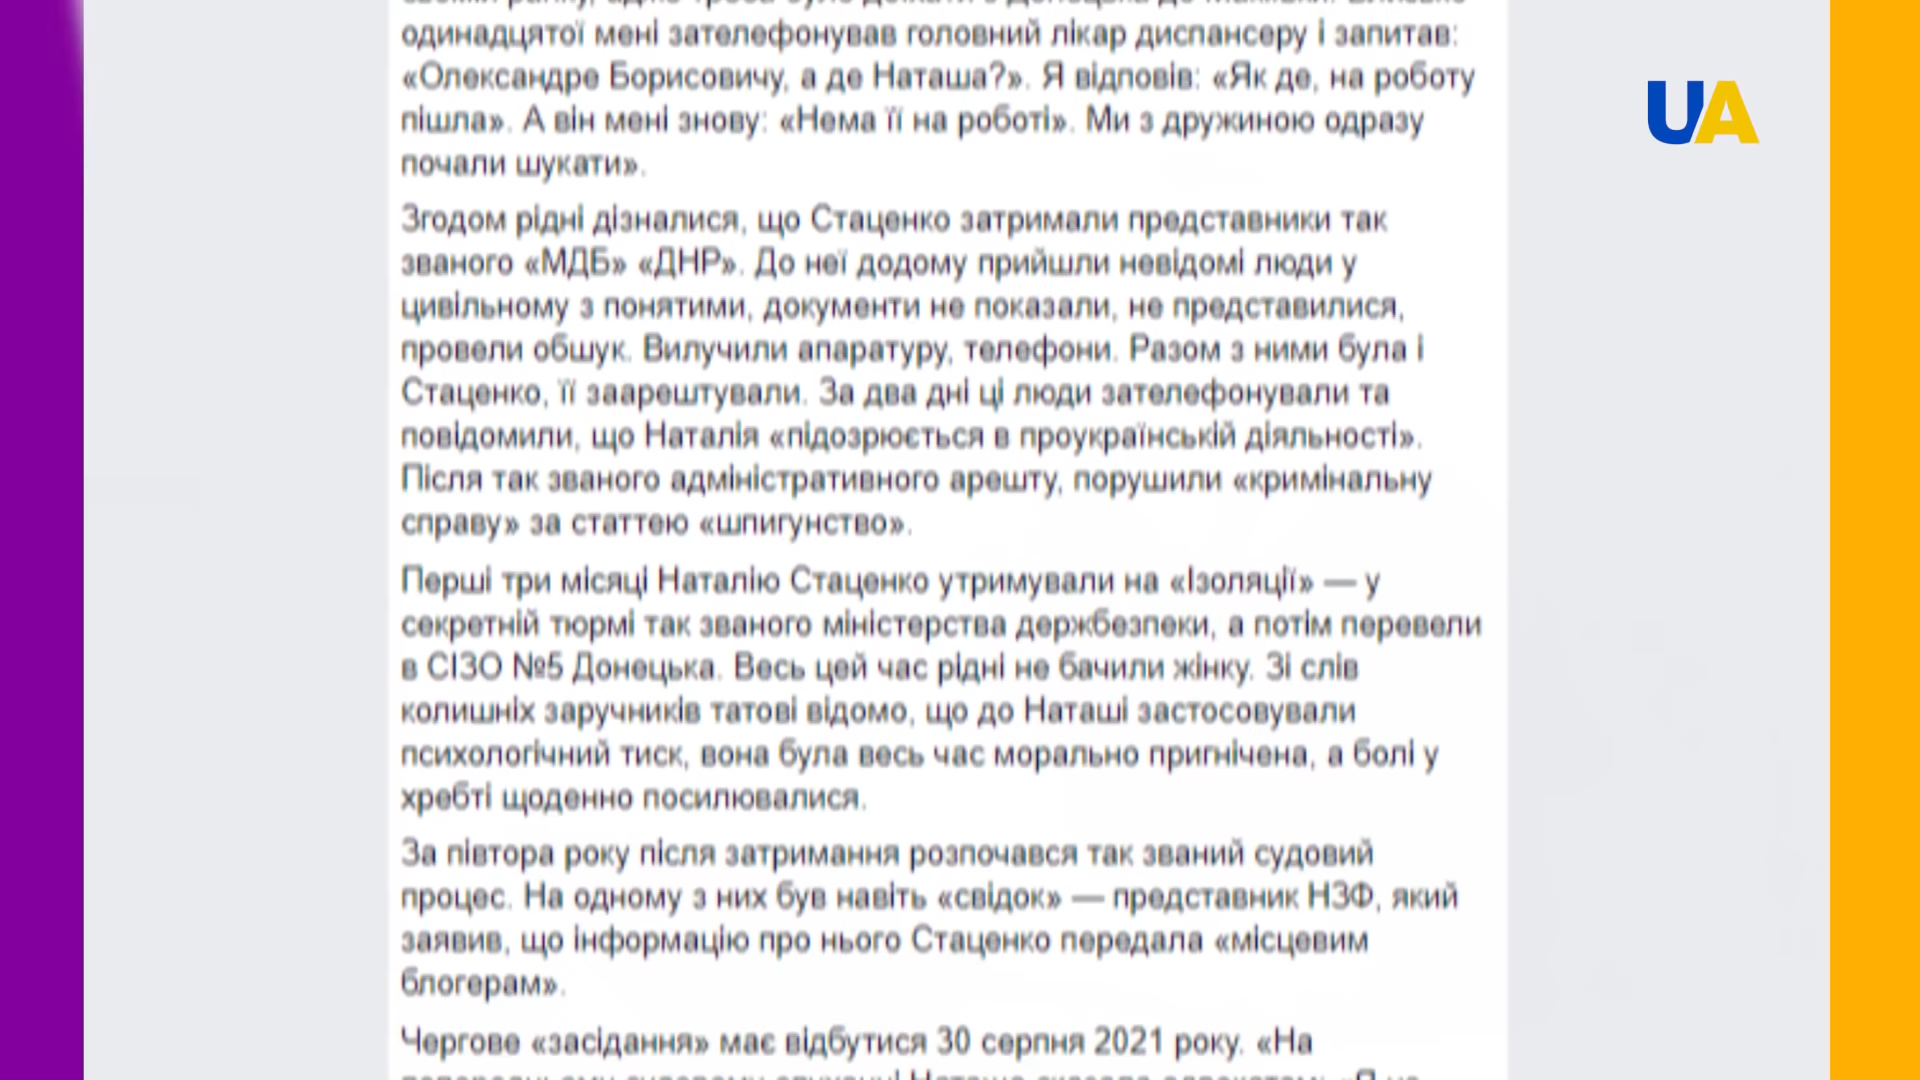 одинадцятої мені зателефонував головний лікар диспансеру і запитав:
«Олександре Борисовичу, а де Наташа?». Я відповів: «Як де, на роботу
пішла». А він мені знову: «Нема її на роботі». Ми з дружиною одразу
почали шукати».
Згодом рідні дізналися, що Стаценко затримали представники так
званого «МДБ» «ДНР». До неї додому прийшли невідомі люди у
цивільному з понятими, документи не показали, не представилися,
провели обшук. Вилучили апаратуру, телефони. Разом з ними була і
Стаценко, її заарештували. За два дні ці люди зателефонували та
повідомили, що Наталія «підозрюється в проукраїнській діяльності».
Після так званого адміністративного арешту, порушили «кримінальну
справу» за статтею «шпигунство».
Перші три місяці Наталію Стаценко утримували на «Ізоляції» — у
секретній тюрмі так званого міністерства держбезпеки, а потім перевели
в СІЗО №5 Донецька. Весь цей час рідні не бачили жінку. Зі слів
колишніх заручників татові відомо, що до Наташі застосовували
психологічний тиск, вона була весь час морально пригнічена, а болі у
хребті щоденно посилювалися.
За півтора року після затримання розпочався так званий судовий
процес. На одному з них був навіть «свідок» — представник НЗФ, який
заявив, що інформацію про нього Стаценко передала «місцевим
блогерам».
Чергове «засідання» має відбутися 30 серпня 2021 року. «На
UA